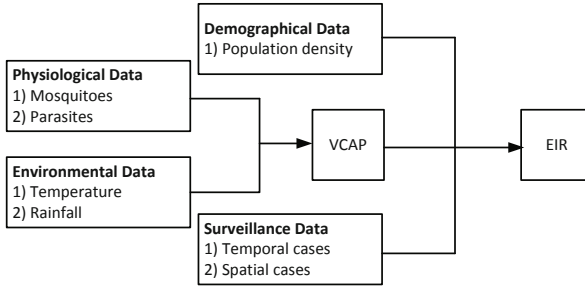 Demographical Data
1) Population density
Physiological Data
1) Mosquitoes
2) Parasites
VCAP
EIR
Environmental Data
1) Temperature
2) Rainfall
Surveillance Data
1) Temporal cases
2) Spatial cases